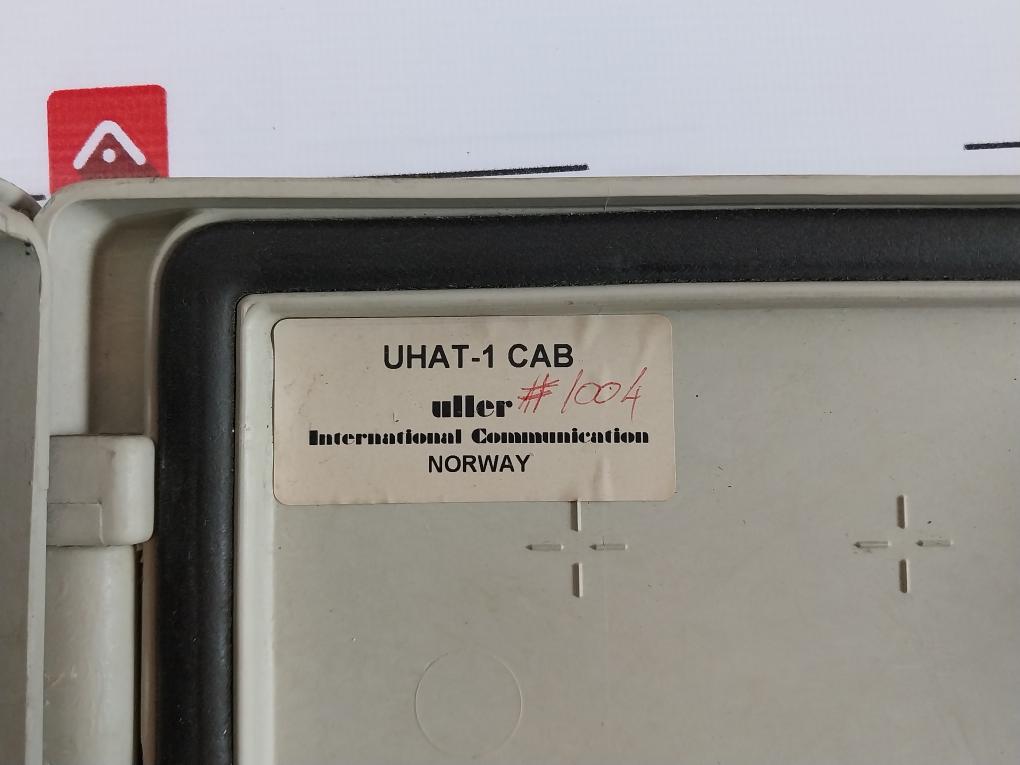 UHAT-1 CAB
uller #1004
International Communication
NORWAY